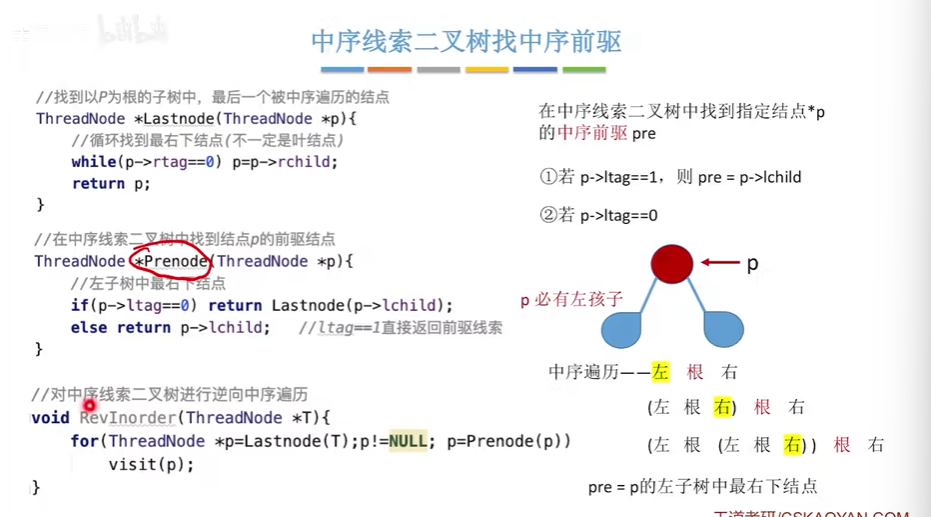 bilibili
中序线索二叉树找中序前驱
//找到以P为根的子树中，最后一个被中序遍历的结点
ThreadNode *Lastnode(ThreadNode *p){
//循环找到最右下结点(不一定是叶结点)
while(p->rtag==0) p=p->rchild;
return p;
}
//在中序线索二叉树中找到结点p的前驱结点
ThreadNode *Prenode(ThreadNode *p){
//左子树中最右下结点
if(p->ltag==0) return Lastnode(p->lchild);
else return p->lchild; //ltag==1直接返回前驱线索
}
//对中序线索二叉树进行逆向中序遍历
void RevInorder(ThreadNode *T){
for(ThreadNode *p=Lastnode(T);p!=NULL; p=Prenode(p))
visit(p);
}
在中序线索二叉树中找到指定结点*p
的中序前驱 pre
①若 p->ltag==1，则 pre = p->lchild
②若 p->ltag==0
p
p 必有左孩子
中序遍历——左 根 右
(左 根 右) 根 右
(左 根 (左 根 右)) 根 右
pre = p的左子树中最右下结点
王道考研/CSKAOYAN.COM